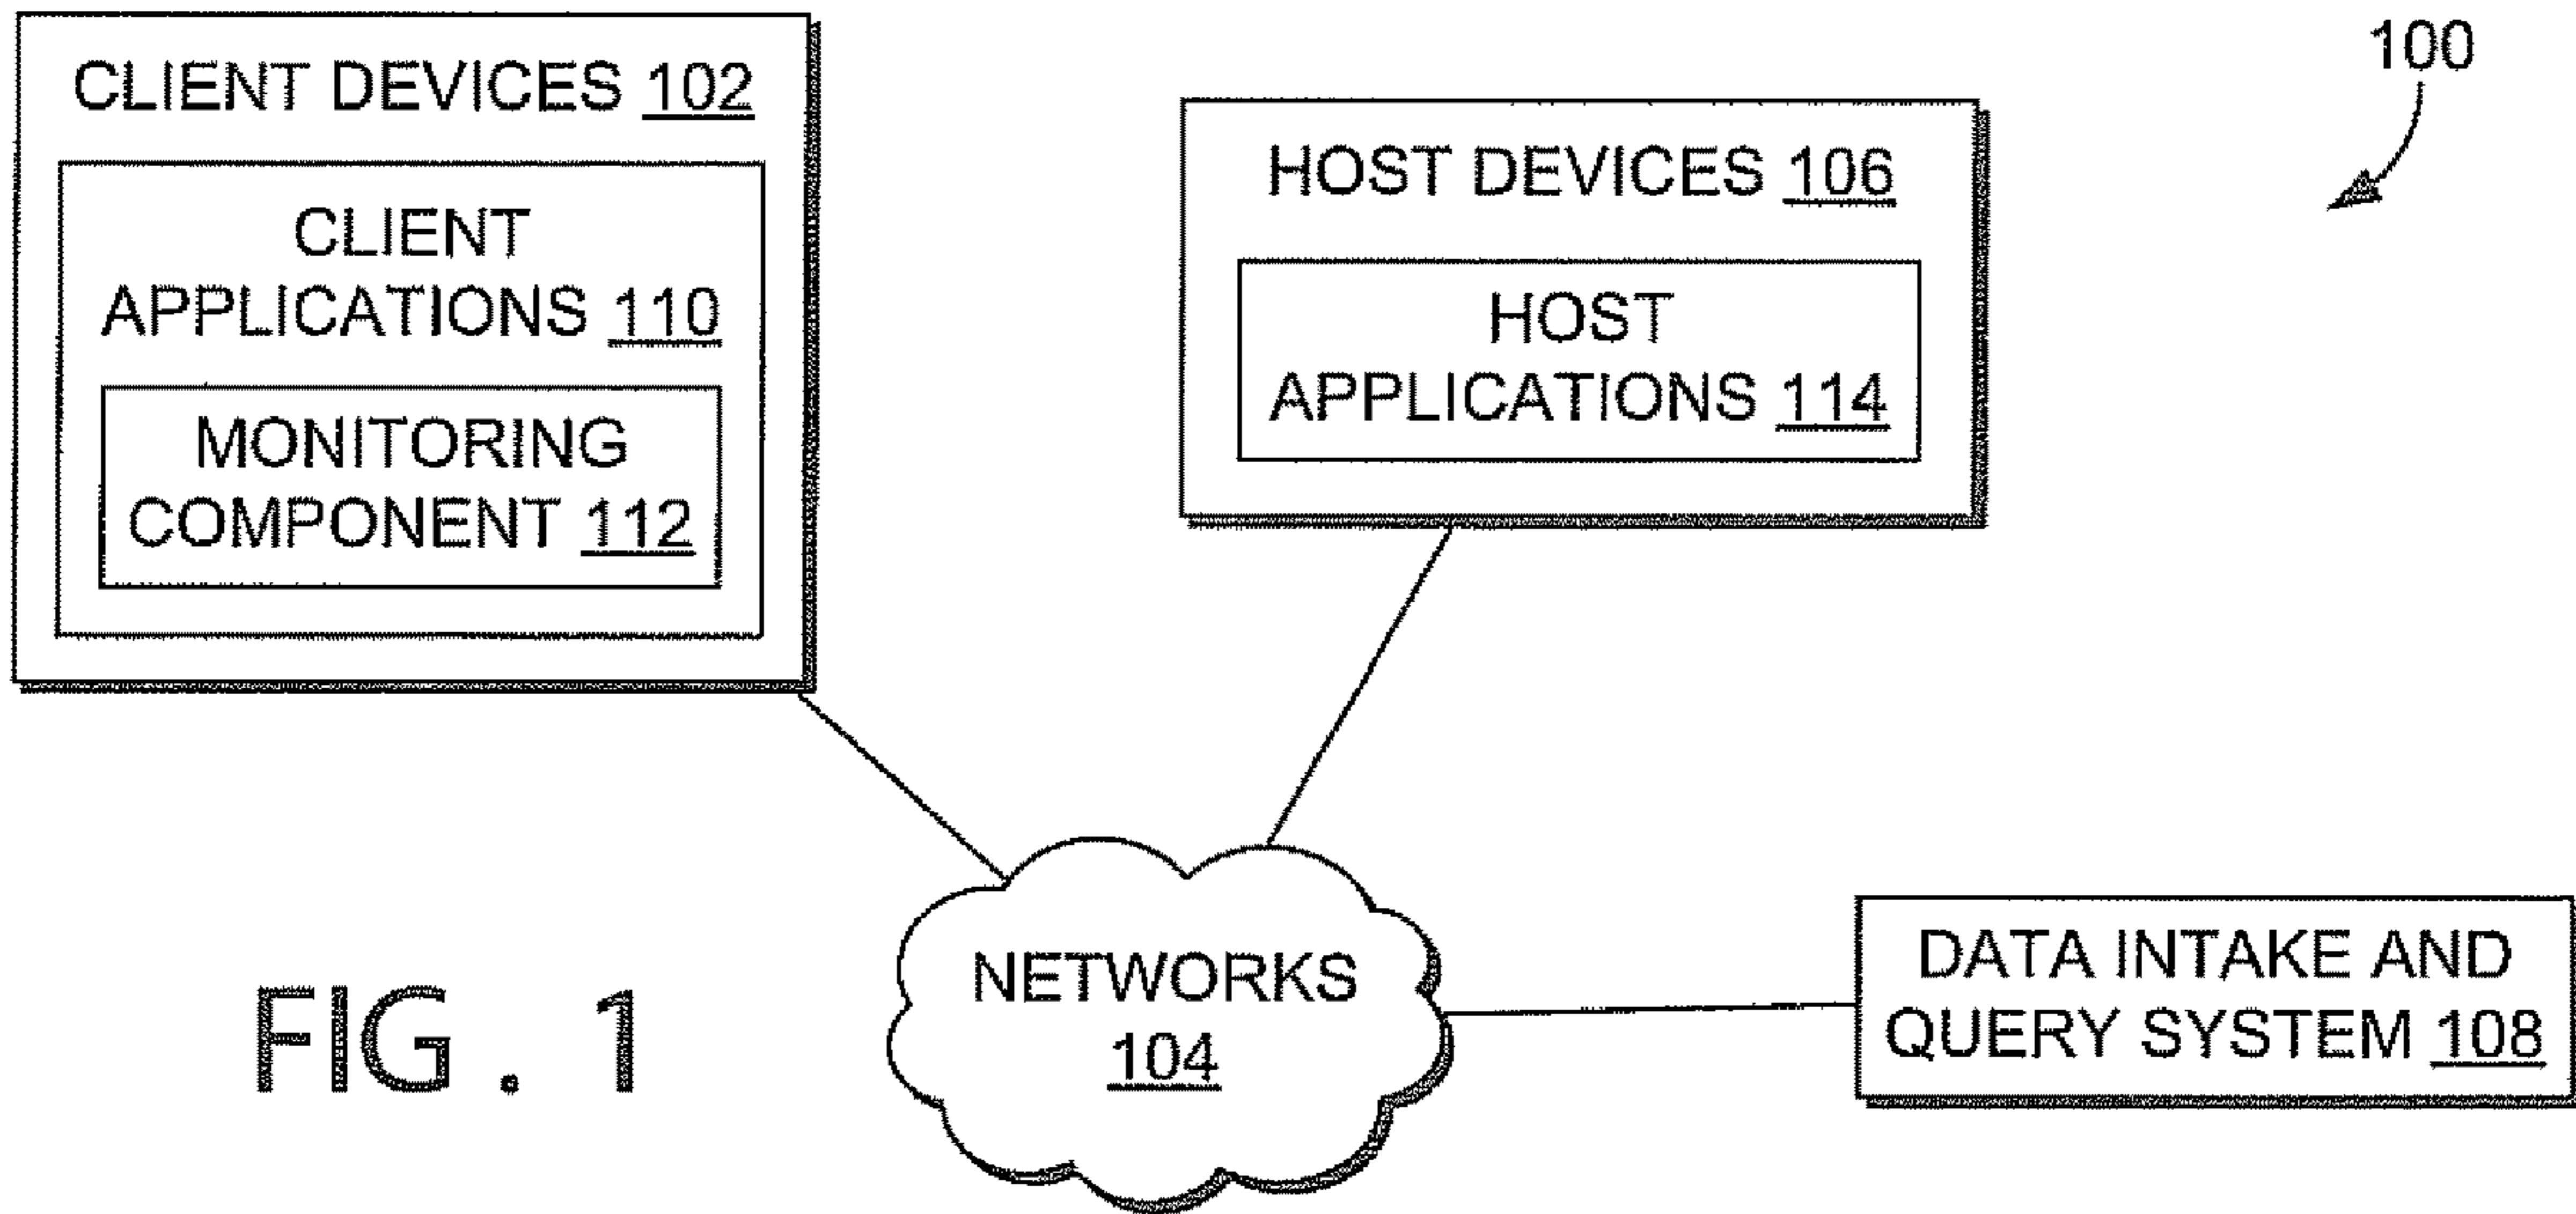 100
CLIENT DEVICES 102
CLIENT
APPLICATIONS 110
MONITORING
COMPONENT 112
HOST DEVICES 106
HOST
APPLICATIONS 114
NETWORKS
104
DATA INTAKE AND
QUERY SYSTEM 108
FIG. 1